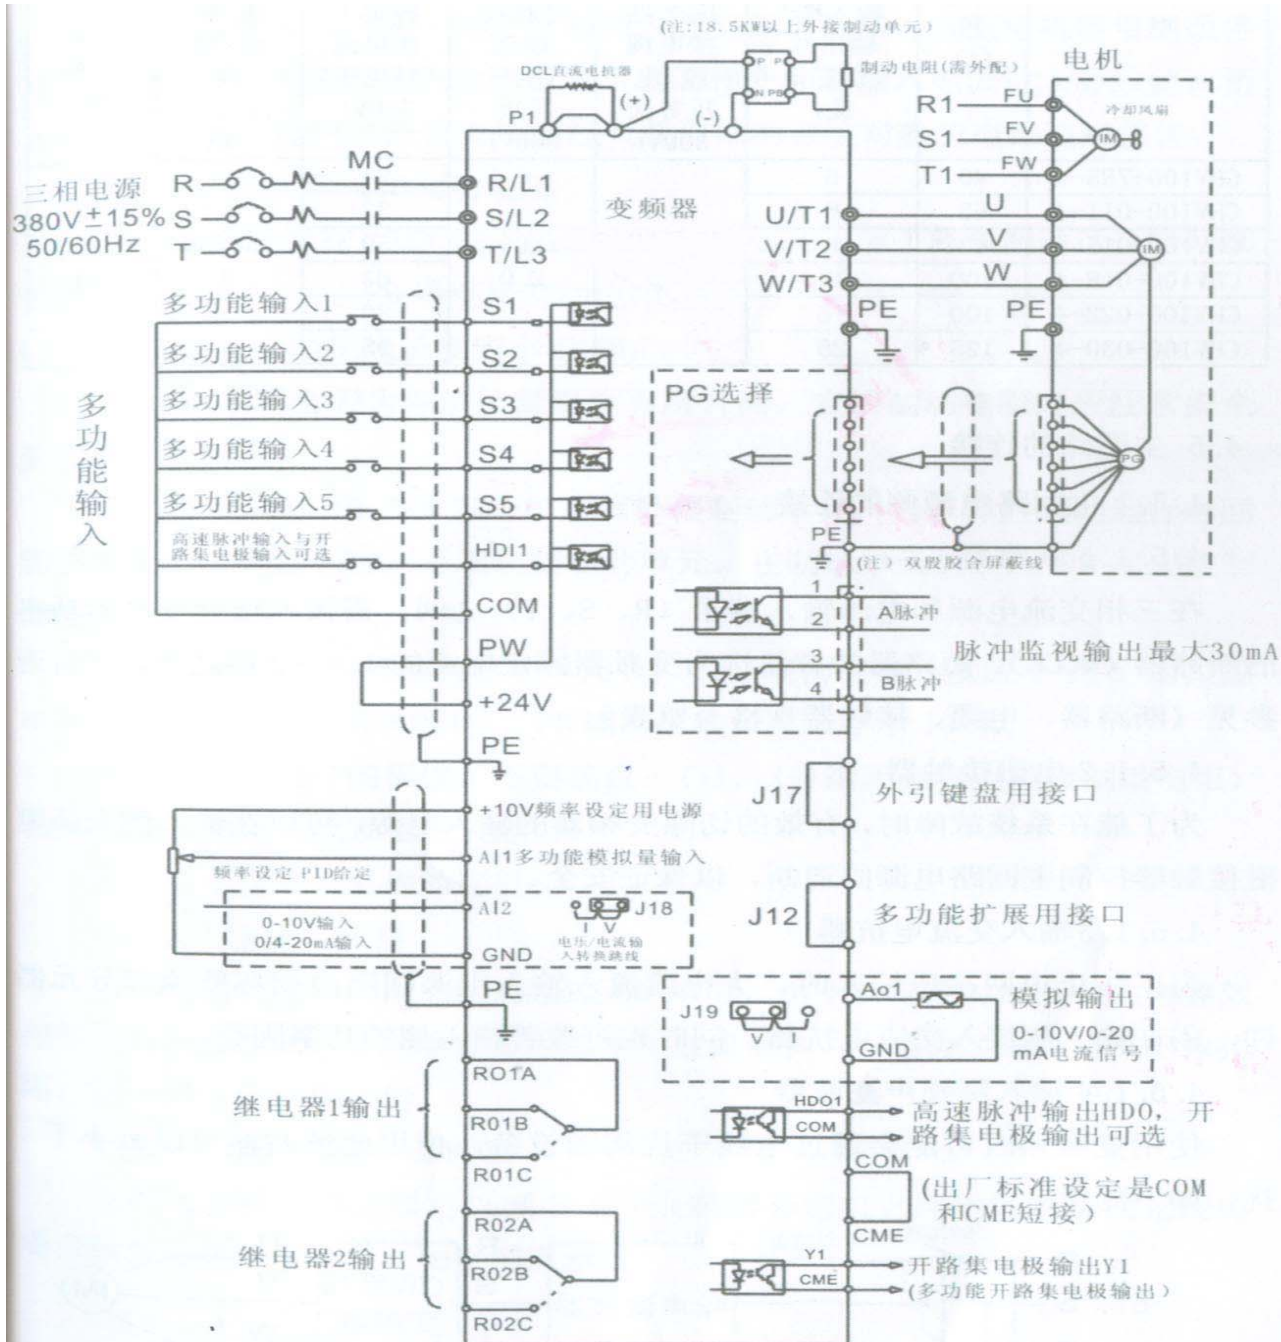 (注:18.5KW以上外接制动单元)
DCL直流电抗器
P1
(+)
(-)
P P
N PB
制动电阻(需外配)
电机
R1
FU
冷却风扇
S1
FV
IM
T1
FW
三相电源
380V±15%
50/60Hz
MC
R
R/L1
S
S/L2
T
T/L3
变频器
U/T1
U
V/T2
V
IM
W/T3
W
PE
PE
多功能输入
多功能输入1
S1
多功能输入2
S2
多功能输入3
S3
多功能输入4
S4
多功能输入5
S5
高速脉冲输入与开
路集电极输入可选
HDI1
COM
PW
+24V
PE
PG选择
PG
PE
(注) 双股胶合屏蔽线
1
A脉冲
2
3
脉冲监视输出最大30mA
4
B脉冲
+10V频率设定用电源
AI1多功能模拟量输入
频率设定 PID给定
AI2
0-10V输入
0/4-20mA输入
J18
I V
电压/电流输
入转换跳线
GND
PE
J17
外引键盘用接口
J12
多功能扩展用接口
J19
V I
Ao1
模拟输出
0-10V/0-20
mA电流信号
GND
继电器1输出
RO1A
R01B
R01C
继电器2输出
R02A
R02B
R02C
HDO1
COM
高速脉冲输出HDO, 开
路集电极输出可选
COM
(出厂标准设定是COM
和CME短接)
CME
Y1
CME
开路集电极输出Y1
(多功能开路集电极输出)